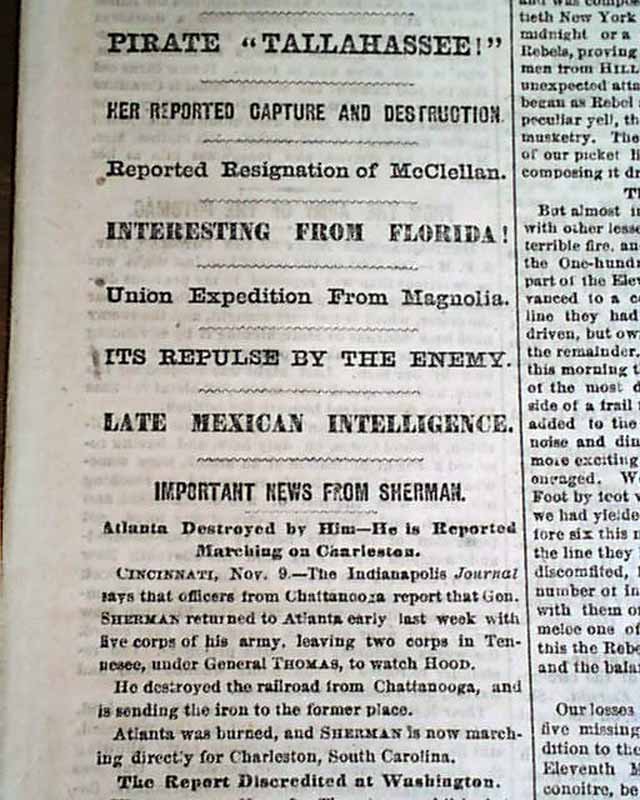 PIRATE "TALLAHASSEE!"
HER REPORTED CAPTURE AND DESTRUCTION.
Reported Resignation of McClellan.
INTERESTING FROM FLORIDA!
Union Expedition From Magnolia.
ITS REPULSE BY THE ENEMY.
LATE MEXICAN INTELLIGENCE.
IMPORTANT NEWS FROM SHERMAN.
Atlanta Destroyed by Him—He is Reported
Marching on Charleston.
CINCINNATI, Nov. 9.—The Indianapolis Journal
says that officers from Chattanooga report that Gen.
SHERMAN returned to Atlanta early last week with
five corps of his army, leaving two corps in Ten-
nesee, under General THOMAS, to watch HOOD.
He destroyed the railroad from Chattanooga, and
is sending the iron to the former place.
Atlanta was burned, and SHERMAN is now march-
ing directly for Charleston, South Carolina.
The Report Discredited at Washington.
tieth New York
midnight or a
Rebels, proving
men from HILL
unexpected atta
began as Rebel
peculiar yell, th
musketry. The
of our picket li
composing it dr
But almost i
with other lesse
terrible fire, an
the One-hundr
part of the Elev
vanced to a c
line they had
driven, but ow
the remainder.
this morning t
of the most d
side of a frail
added to the
noise and din
more exciting
couraged. W
Foot by foot
we had yielde
fore six this
the line they
discomfited,
number of in
with them of
melee one of
this the Rebe
and the bala
Our losses
five missing
dition to the
Eleventh M
conoitre, be